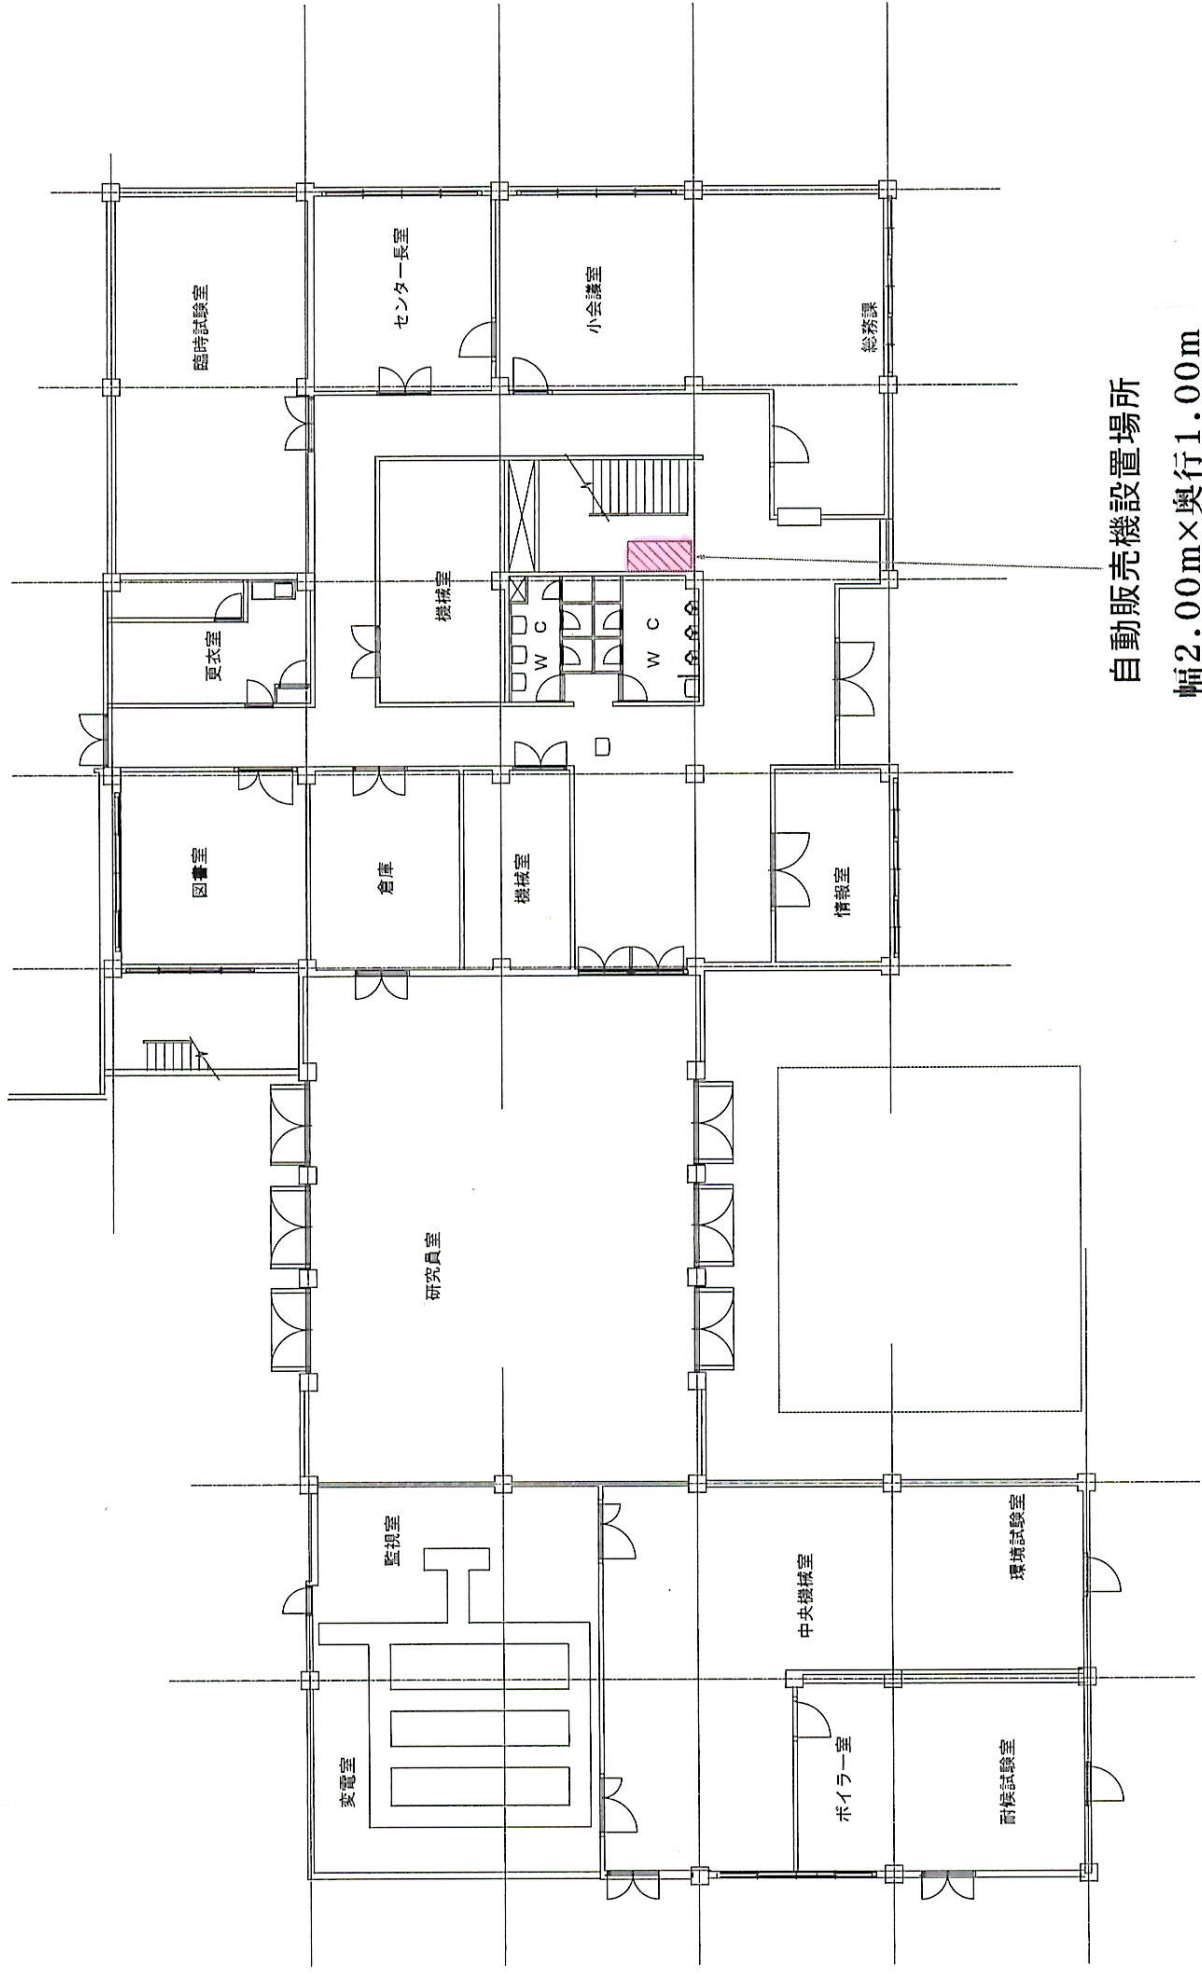 臨時試験室
センター長室
小会議室
総務課
更衣室
機械室
W C
W C
図書室
倉庫
機械室
情報室
研究員室
監視室
変電室
中央機械室
環境試験室
ボイラー室
耐候試験室
自動販売機設置場所
幅2.00m×奥行1.00m